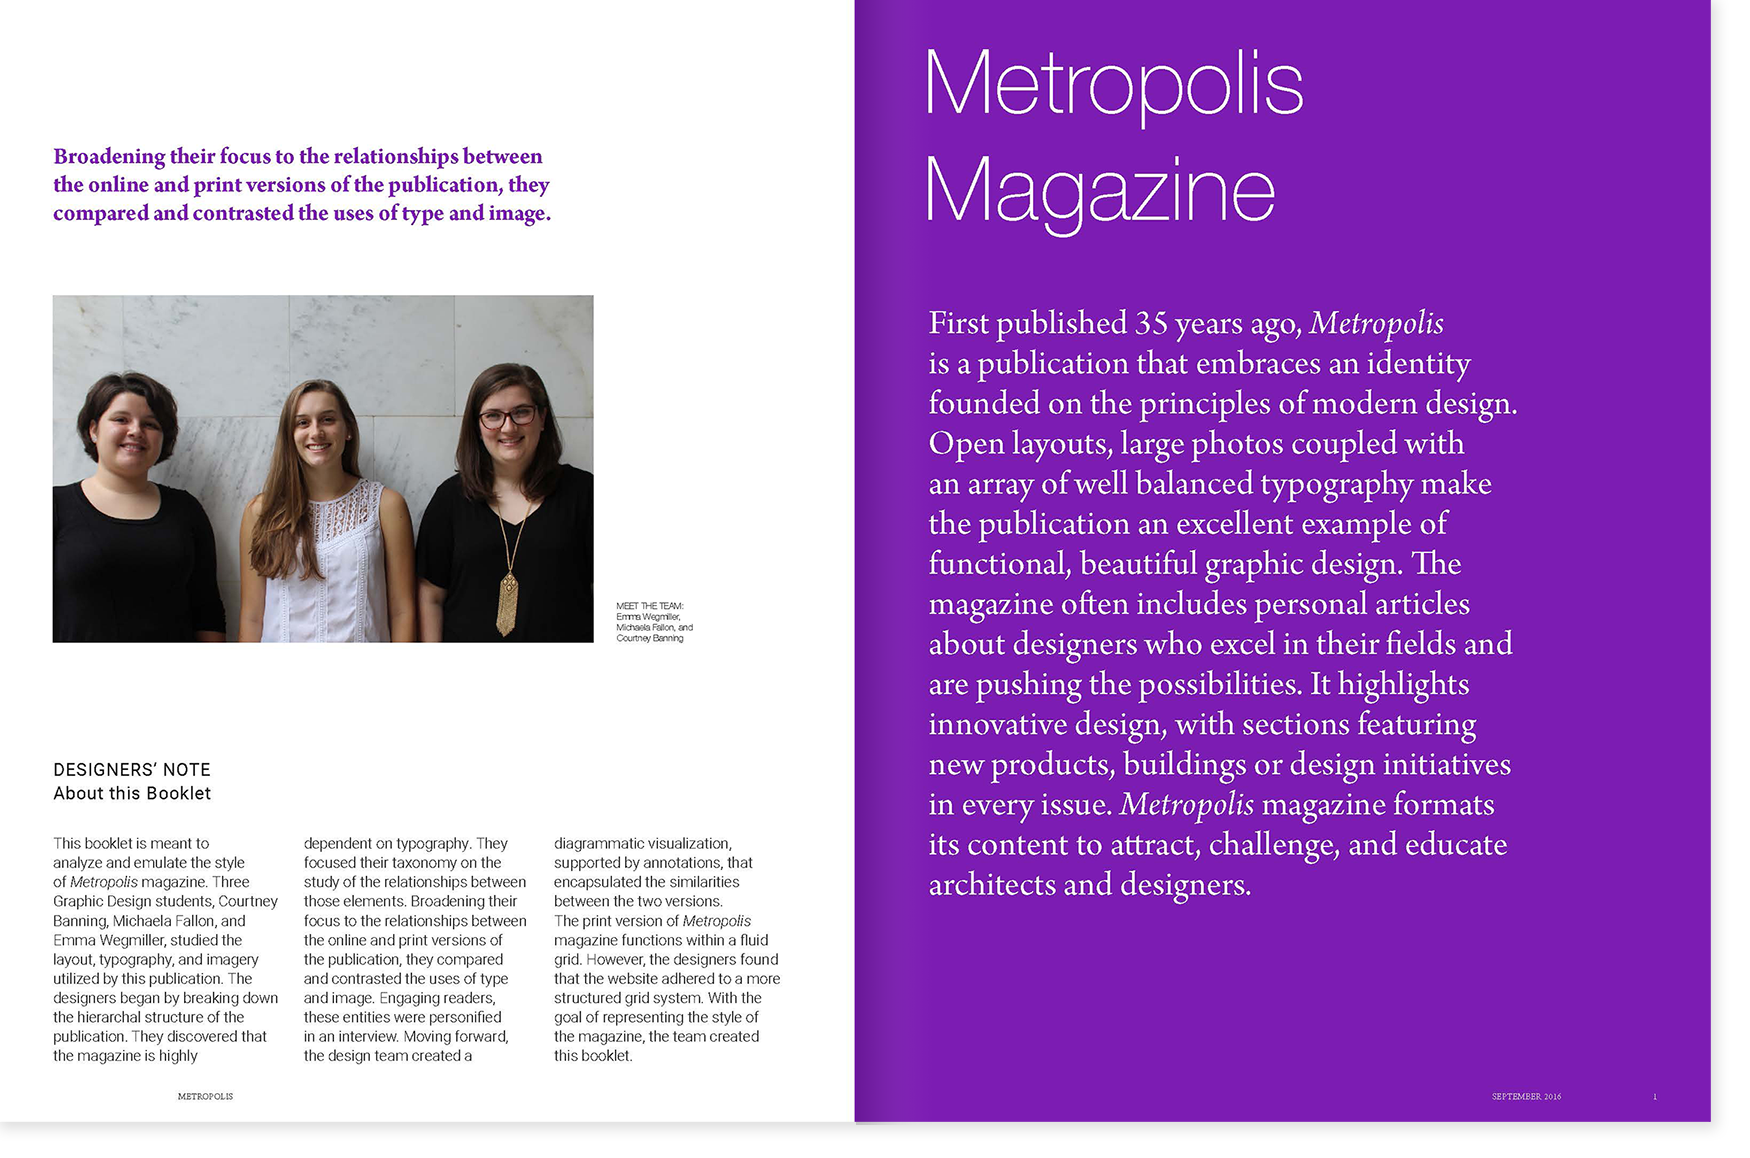 Broadening their focus to the relationships between
the online and print versions of the publication, they
compared and contrasted the uses of type and image.
MEET THE TEAM:
Emma Wegmiller,
Michaela Fallon, and
Courtney Banning
DESIGNERS’ NOTE
About this Booklet
This booklet is meant to
analyze and emulate the style
of Metropolis magazine. Three
Graphic Design students, Courtney
Banning, Michaela Fallon, and
Emma Wegmiller, studied the
layout, typography, and imagery
utilized by this publication. The
designers began by breaking down
the hierarchal structure of the
publication. They discovered that
the magazine is highly
dependent on typography. They
focused their taxonomy on the
study of the relationships between
those elements. Broadening their
focus to the relationships between
the online and print versions of
the publication, they compared
and contrasted the uses of type
and image. Engaging readers,
these entities were personified
in an interview. Moving forward,
the design team created a
diagrammatic visualization,
supported by annotations, that
encapsulated the similarities
between the two versions.
The print version of Metropolis
magazine functions within a fluid
grid. However, the designers found
that the website adhered to a more
structured grid system. With the
goal of representing the style of
the magazine, the team created
this booklet.
METROPOLIS
Metropolis
Magazine
First published 35 years ago, Metropolis
is a publication that embraces an identity
founded on the principles of modern design.
Open layouts, large photos coupled with
an array of well balanced typography make
the publication an excellent example of
functional, beautiful graphic design. The
magazine often includes personal articles
about designers who excel in their fields and
are pushing the possibilities. It highlights
innovative design, with sections featuring
new products, buildings or design initiatives
in every issue. Metropolis magazine formats
its content to attract, challenge, and educate
architects and designers.
SEPTEMBER 2016
1